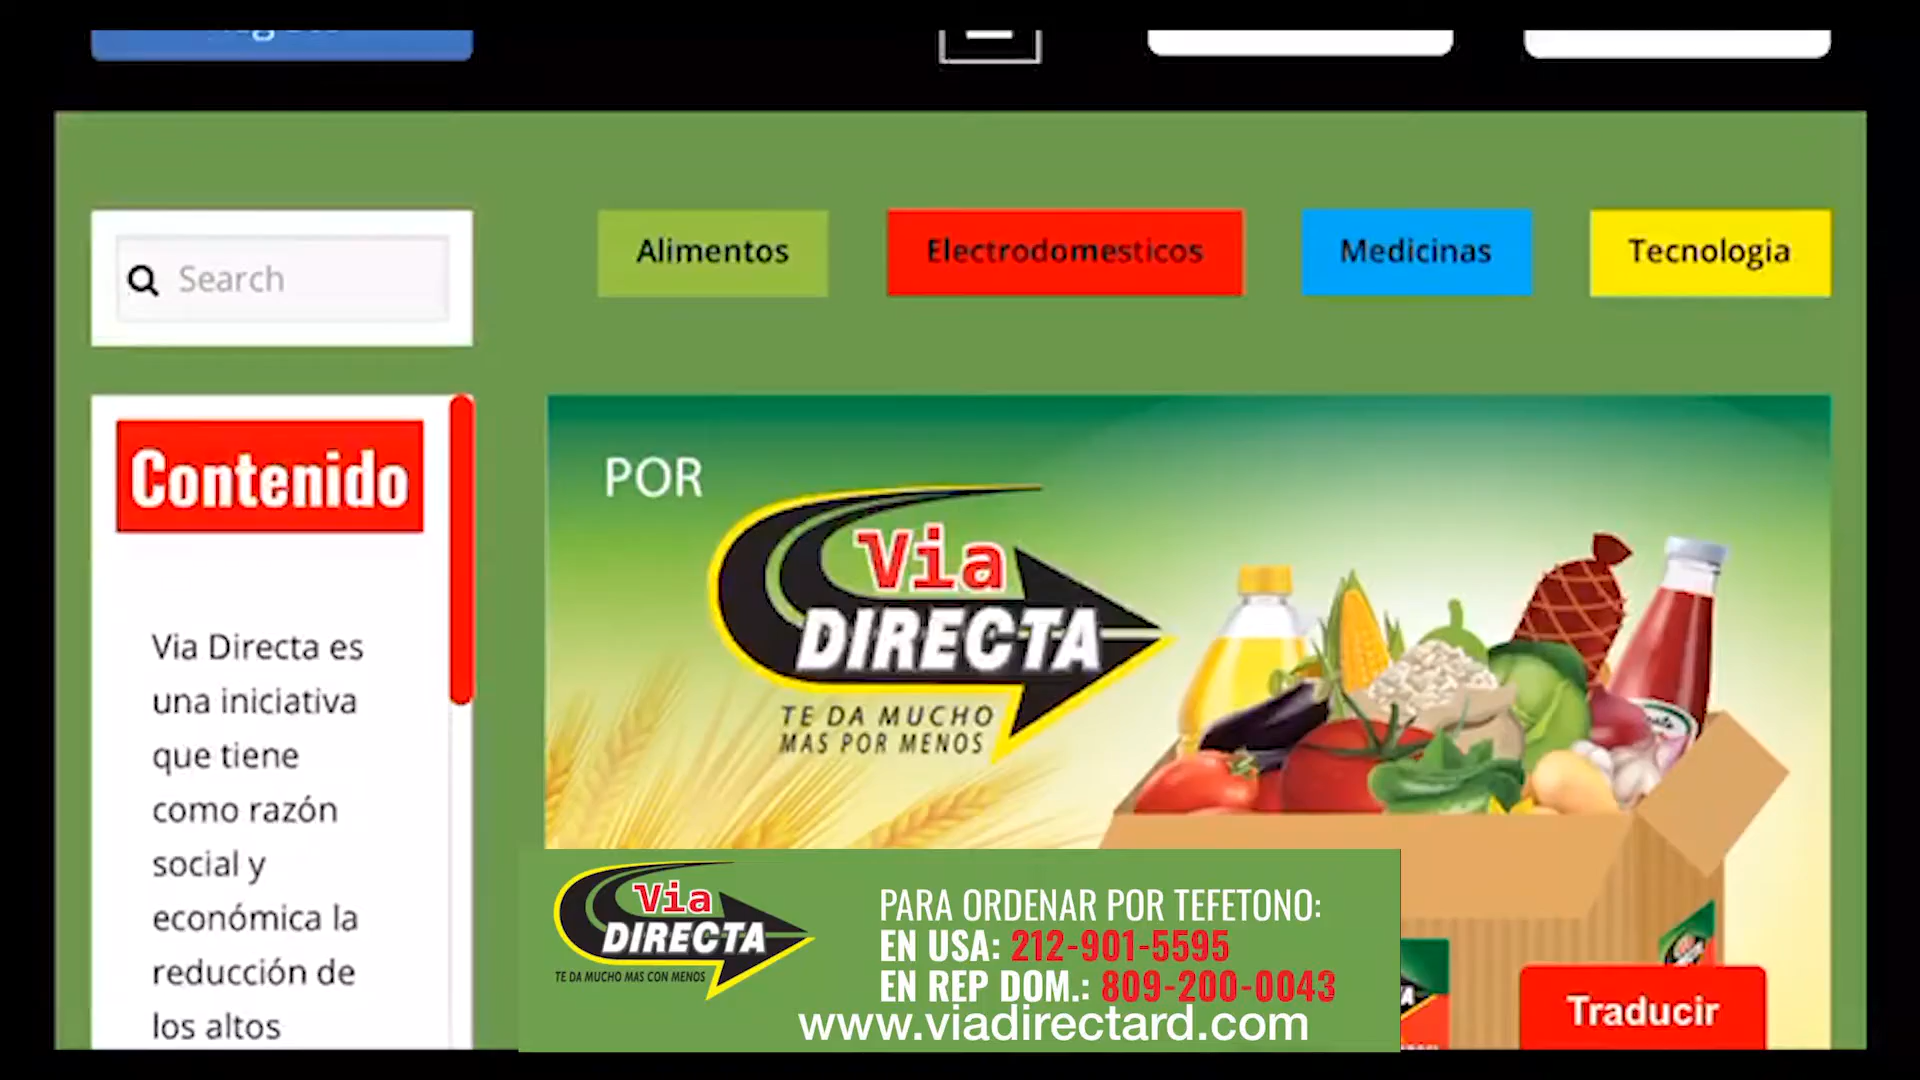 Search
Alimentos
Electrodomesticos
Medicinas
Tecnologia
Contenido
Via Directa es
una iniciativa
que tiene
como razón
social y
económica la
reducción de
los altos
POR
Via
DIRECTA
TE DA MUCHO
MAS POR MENOS
Via
DIRECTA
TE DA MUCHO MAS CON MENOS
PARA ORDENAR POR TEFETONO:
EN USA: 212-901-5595
EN REP DOM.: 809-200-0043
www.viadirectard.com
Traducir